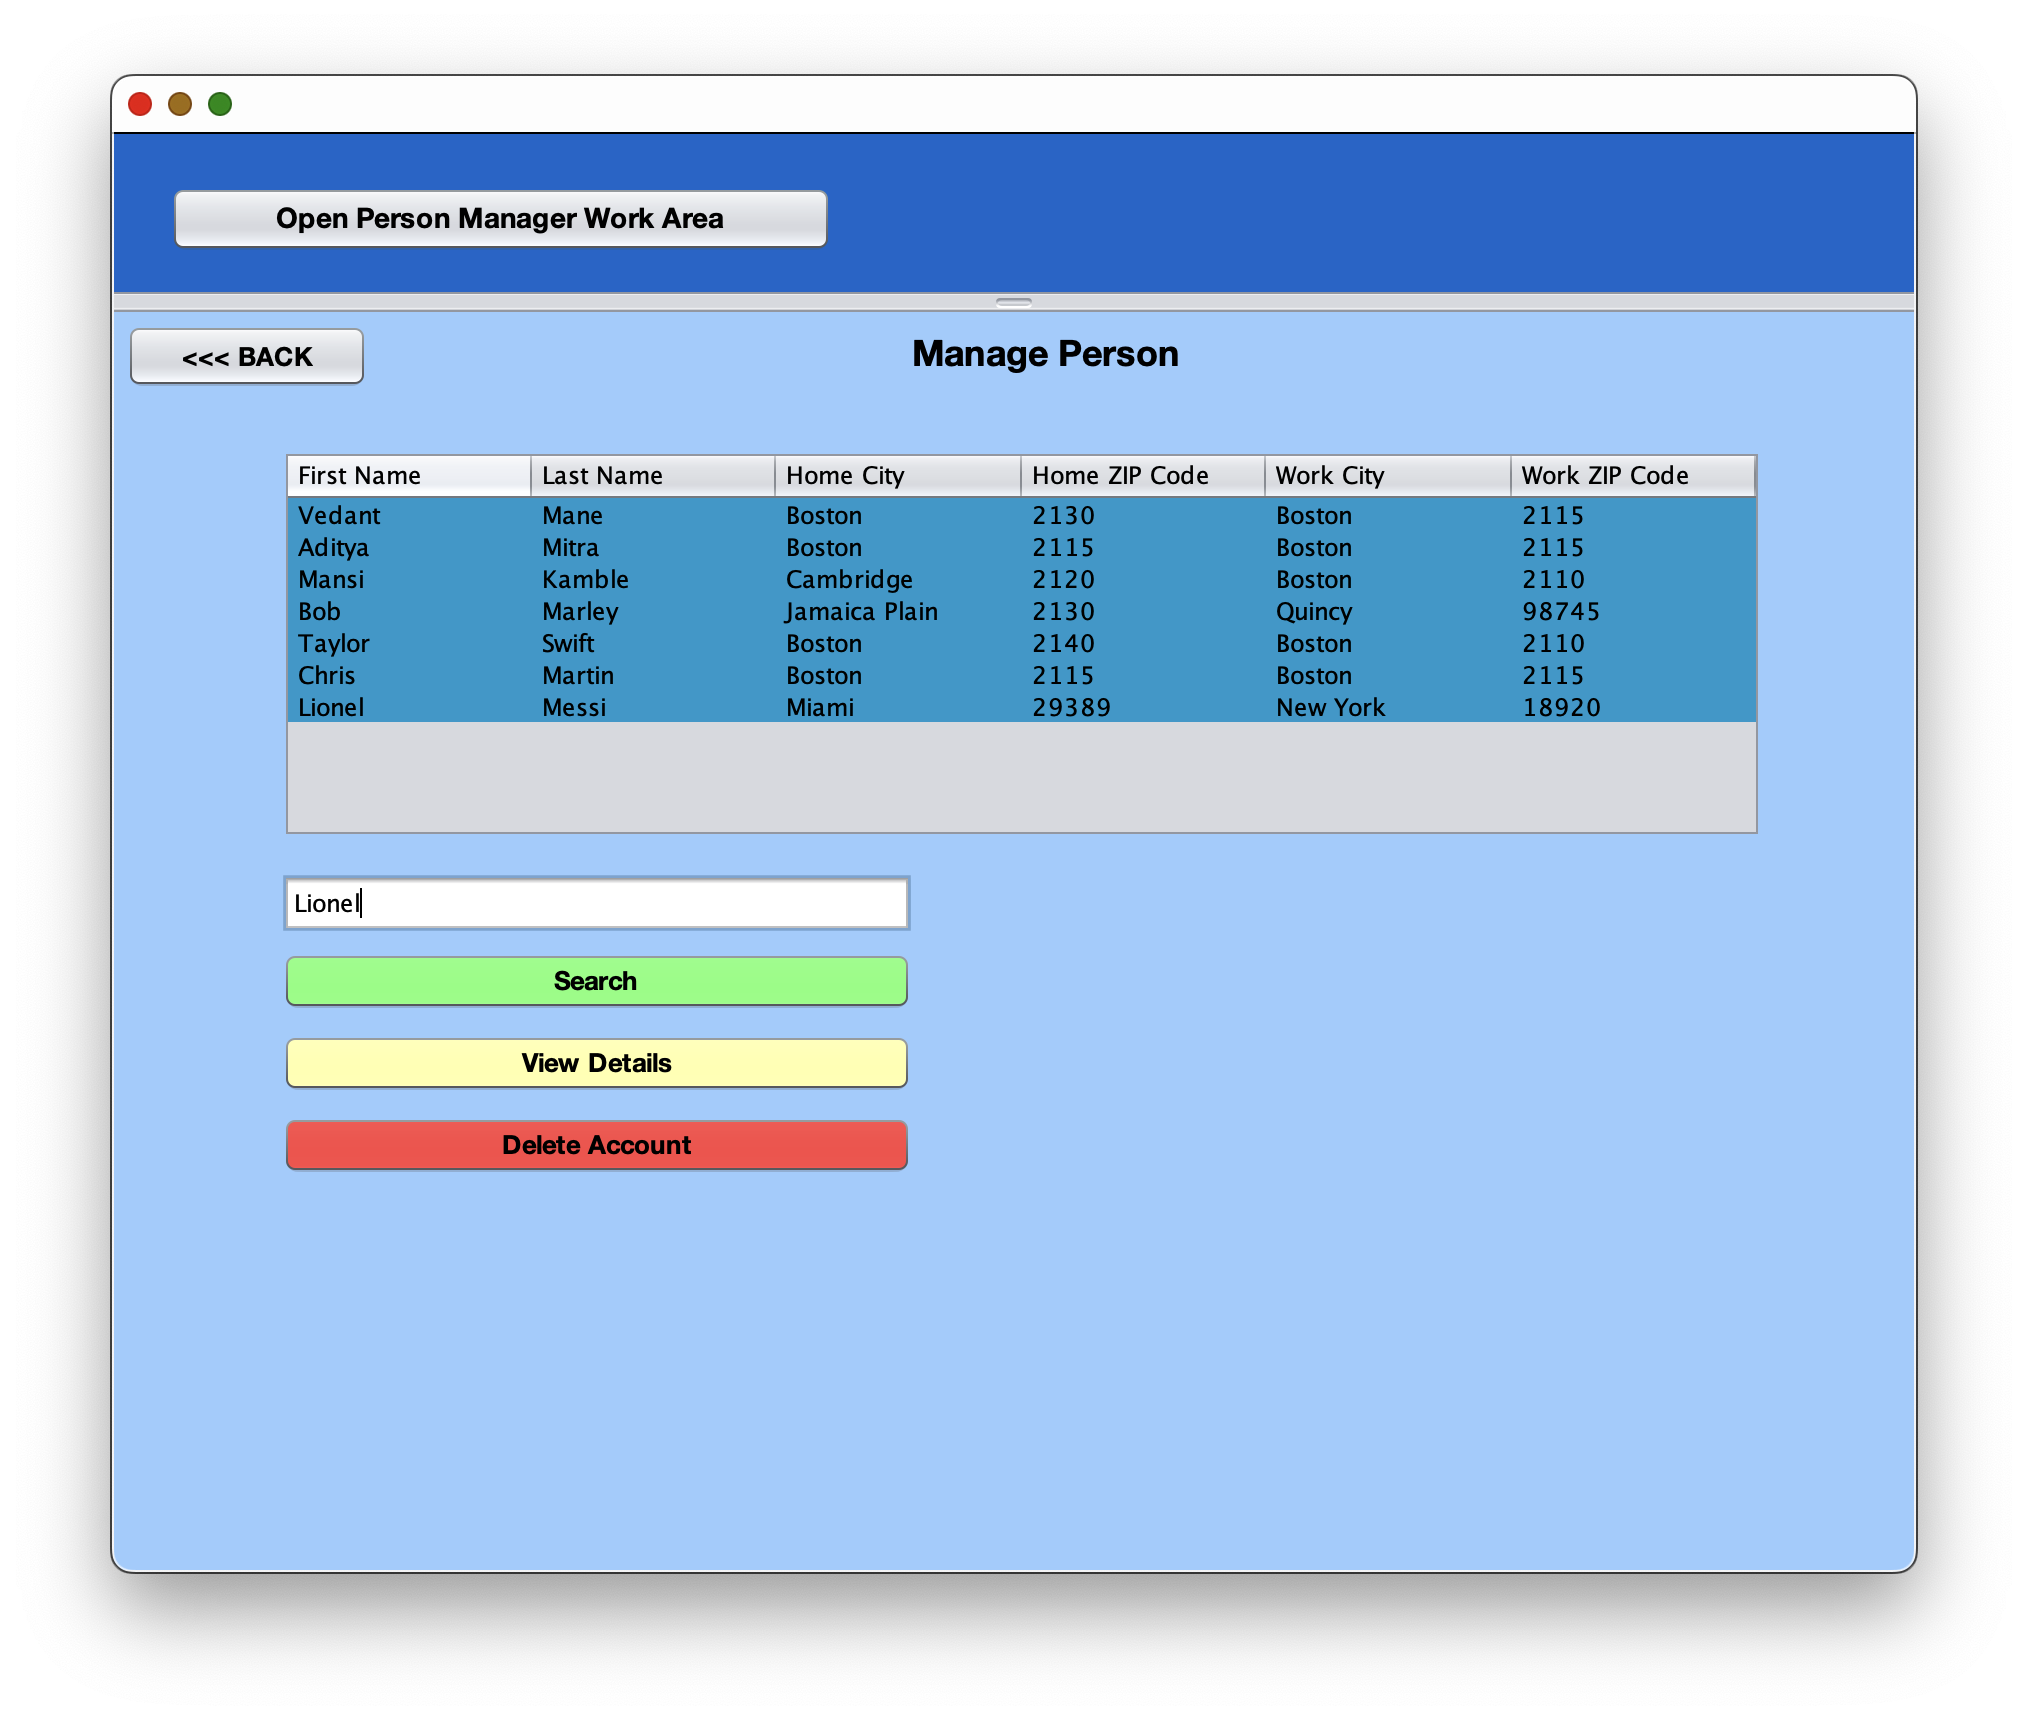 Open Person Manager Work Area
<<< BACK
Manage Person
First Name Last Name Home City Home ZIP Code Work City Work ZIP Code
Vedant Mane Boston 2130 Boston 2115
Aditya Mitra Boston 2115 Boston 2115
Mansi Kamble Cambridge 2120 Boston 2110
Bob Marley Jamaica Plain 2130 Quincy 98745
Taylor Swift Boston 2140 Boston 2110
Chris Martin Boston 2115 Boston 2115
Lionel Messi Miami 29389 New York 18920
Lionel
Search
View Details
Delete Account